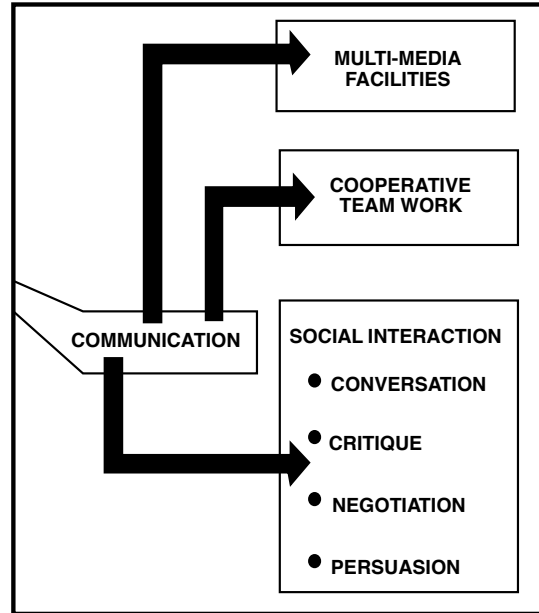 MULTI-MEDIA
FACILITIES
COOPERATIVE
TEAM WORK
COMMUNICATION
SOCIAL INTERACTION
● CONVERSATION
● CRITIQUE
● NEGOTIATION
● PERSUASION